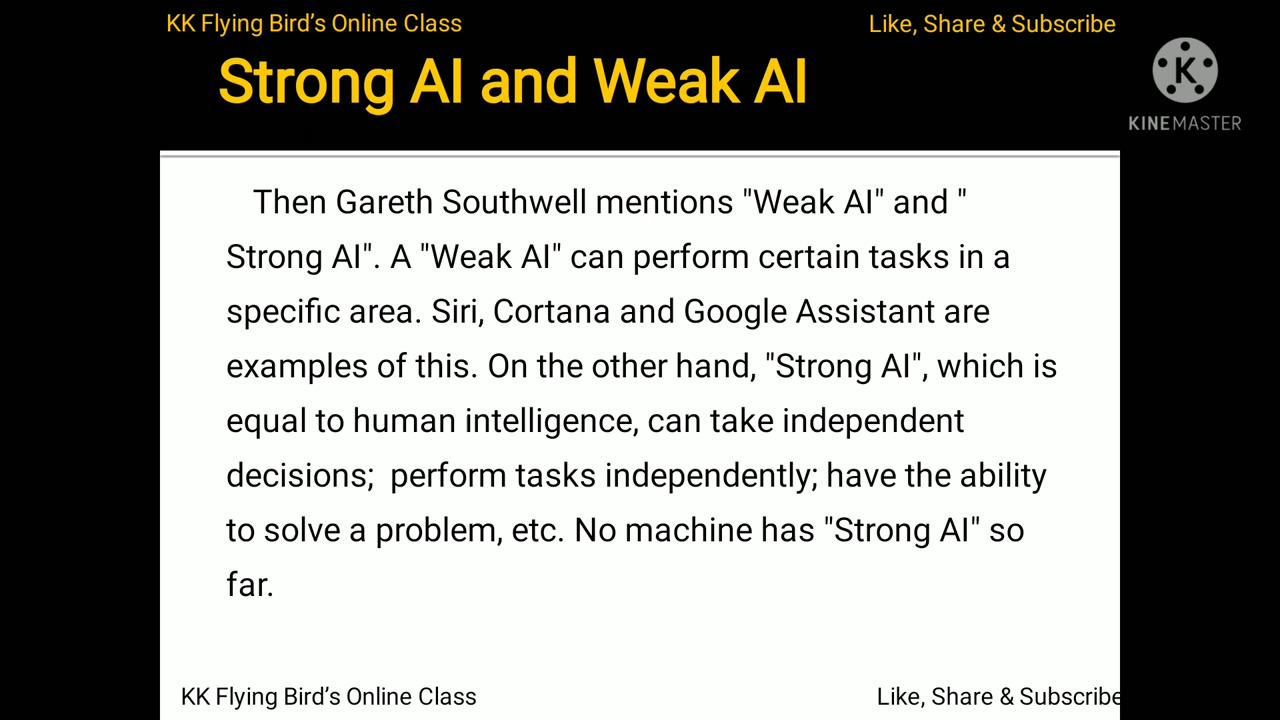 KK Flying Bird’s Online Class
Like, Share & Subscribe
Strong AI and Weak AI
K
KINEMASTER
Then Gareth Southwell mentions "Weak AI" and "
Strong AI". A "Weak AI" can perform certain tasks in a
specific area. Siri, Cortana and Google Assistant are
examples of this. On the other hand, "Strong AI", which is
equal to human intelligence, can take independent
decisions;  perform tasks independently; have the ability
to solve a problem, etc. No machine has "Strong AI" so
far.
KK Flying Bird’s Online Class
Like, Share & Subscribe